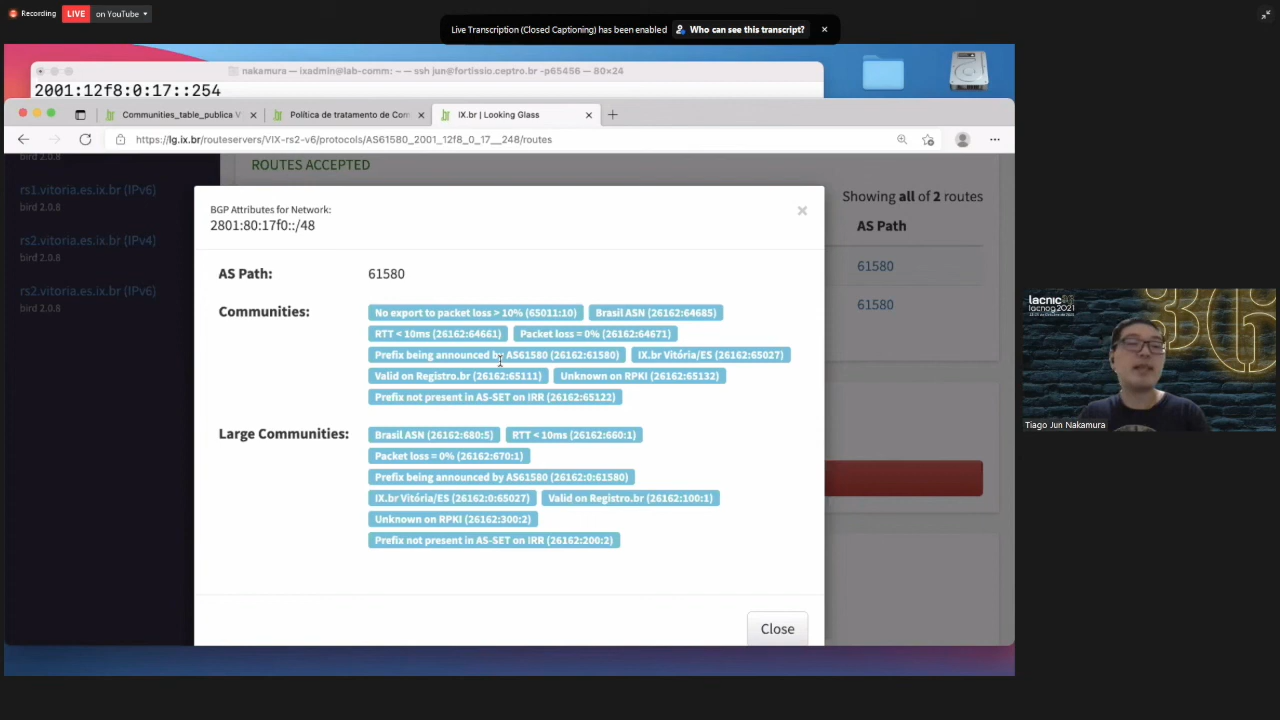 Recording
LIVE on YouTube
Live Transcription (Closed Captioning) has been enabled Who can see this transcript?
nakamura — ixadmin@lab-comm: ~ — ssh jun@fortissio.ceptro.br -p65456 — 80×24
2001:12f8:0:17::254
Communities_table_publica V
Política de tratamento de Com
IX.br | Looking Glass
https://lg.ix.br/routeservers/VIX-rs2-v6/protocols/AS61580_2001_12f8_0_17__248/routes
bird 2.0.8
rs1.vitoria.es.ix.br (IPv6)
bird 2.0.8
rs2.vitoria.es.ix.br (IPv4)
bird 2.0.8
rs2.vitoria.es.ix.br (IPv6)
bird 2.0.8
ROUTES ACCEPTED
Showing all of 2 routes
AS Path
61580
61580
BGP Attributes for Network:
2801:80:17f0::/48
AS Path: 61580
Communities: No export to packet loss > 10% (65011:10) Brasil ASN (26162:64685)
RTT < 10ms (26162:64661) Packet loss = 0% (26162:64671)
Prefix being announced by AS61580 (26162:61580) IX.br Vitória/ES (26162:65027)
Valid on Registro.br (26162:65111) Unknown on RPKI (26162:65132)
Prefix not present in AS-SET on IRR (26162:65122)
Large Communities: Brasil ASN (26162:680:5) RTT < 10ms (26162:660:1)
Packet loss = 0% (26162:670:1)
Prefix being announced by AS61580 (26162:0:61580)
IX.br Vitória/ES (26162:0:65027) Valid on Registro.br (26162:100:1)
Unknown on RPKI (26162:300:2)
Prefix not present in AS-SET on IRR (26162:200:2)
Close
lacnic 36
lacnog 2021
Tiago Jun Nakamura